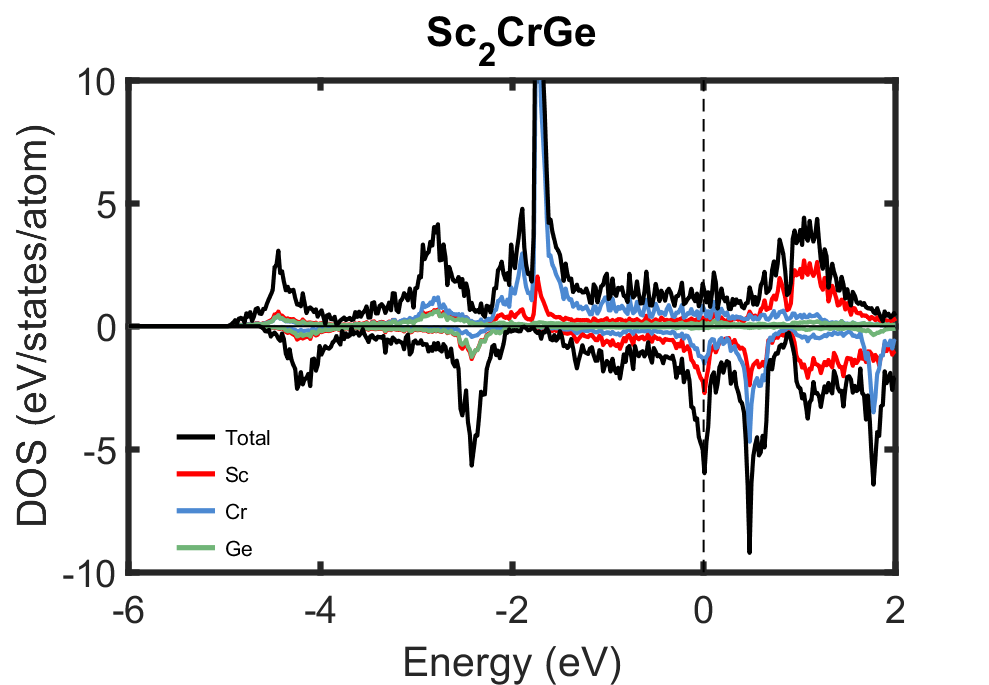 Sc₂CrGe
10
5
0
-5
-10
DOS (eV/states/atom)
Total
Sc
Cr
Ge
-6
-4
-2
0
2
Energy (eV)